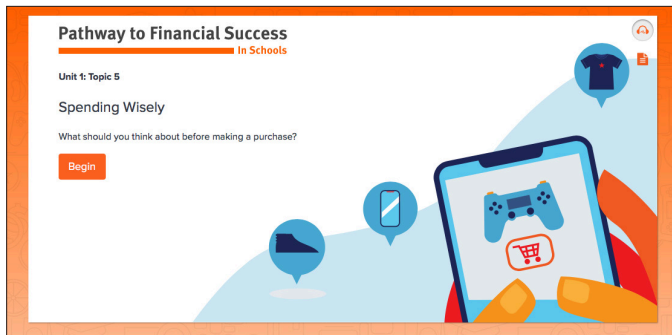 Pathway to Financial Success
In Schools
Unit 1: Topic 5
Spending Wisely
What should you think about before making a purchase?
Begin